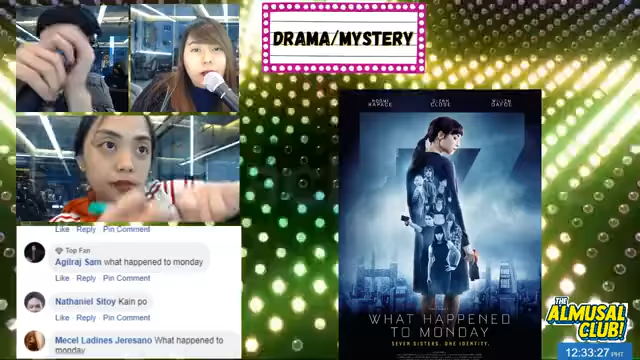 DRAMA/MYSTERY
NOOMI RAPACE
GLENN CLOSE
WILLEM DAFOE
WHAT HAPPENED
TO MONDAY
SEVEN SISTERS. ONE IDENTITY.
Like · Reply · Pin Comment
Top Fan
Agilraj Sam what happened to monday
Like · Reply · Pin Comment
Nathaniel Sitoy Kain po
Like · Reply · Pin Comment
Mecel Ladines Jeresano What happened to
monday
THE
ALMUSAL
CLUB!
12:33:27 PHT